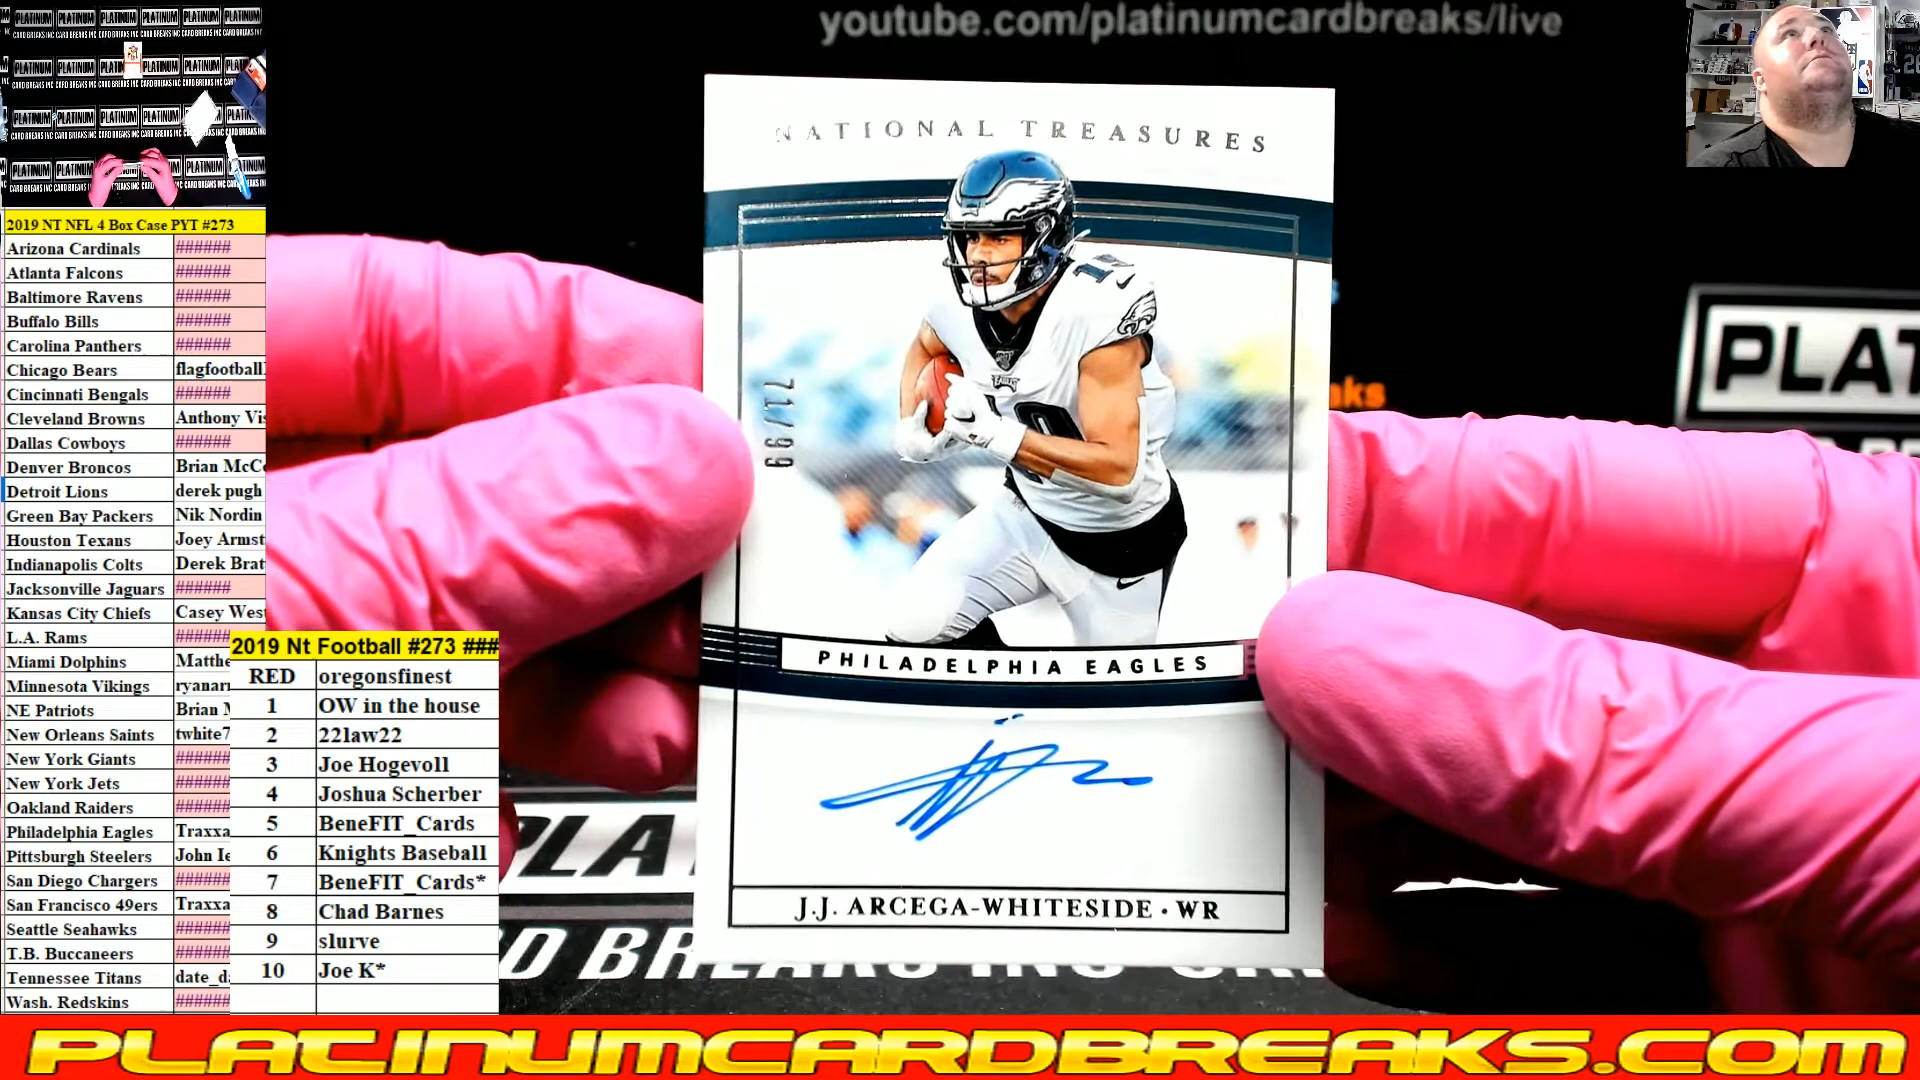 youtube.com/platinumcardbreaks/live
NATIONAL TREASURES
71/99
PHILADELPHIA EAGLES
J.J. ARCEGA-WHITESIDE • WR
2019 NT NFL 4 Box Case PYT #273
Arizona Cardinals ######
Atlanta Falcons ######
Baltimore Ravens ######
Buffalo Bills ######
Carolina Panthers ######
Chicago Bears flagfootball
Cincinnati Bengals ######
Cleveland Browns Anthony Vis
Dallas Cowboys ######
Denver Broncos Brian McC
Detroit Lions derek pugh
Green Bay Packers Nik Nordin
Houston Texans Joey Armst
Indianapolis Colts Derek Brat
Jacksonville Jaguars ######
Kansas City Chiefs Casey West
L.A. Rams ######
Miami Dolphins Matthe
Minnesota Vikings ryanar
NE Patriots Brian
New Orleans Saints twhite7
New York Giants ######
New York Jets ######
Oakland Raiders ######
Philadelphia Eagles Traxxa
Pittsburgh Steelers John Ie
San Diego Chargers ######
San Francisco 49ers Traxxa
Seattle Seahawks ######
T.B. Buccaneers ######
Tennessee Titans date_d
Wash. Redskins ######
2019 Nt Football #273 ###
RED oregonsfinest
1 OW in the house
2 22law22
3 Joe Hogevoll
4 Joshua Scherber
5 BeneFIT_Cards
6 Knights Baseball
7 BeneFIT_Cards*
8 Chad Barnes
9 slurve
10 Joe K*
PLATINUMCARDBREAKS.COM